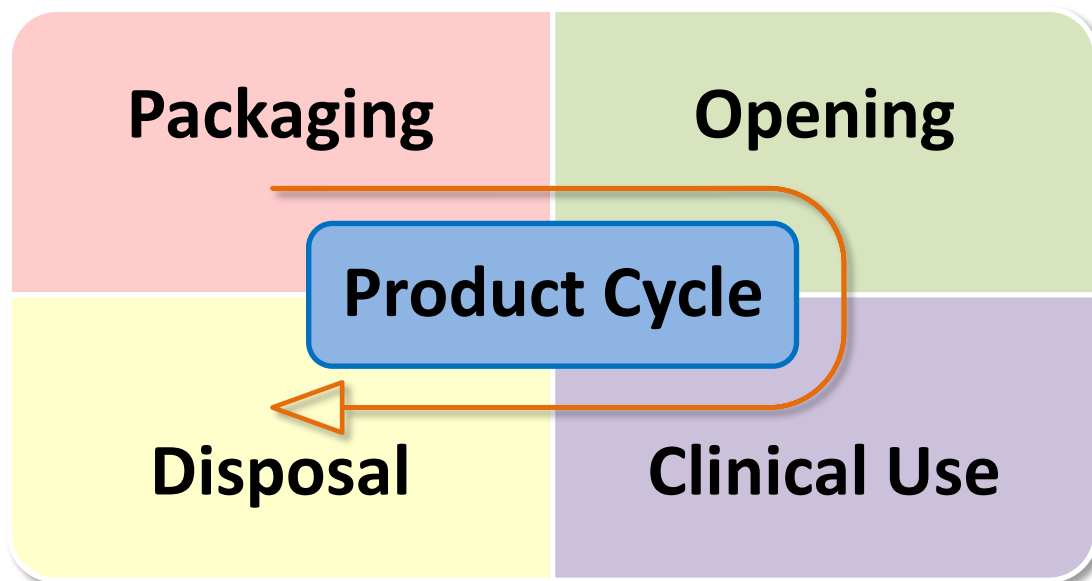 Packaging
Opening
Product Cycle
Disposal
Clinical Use